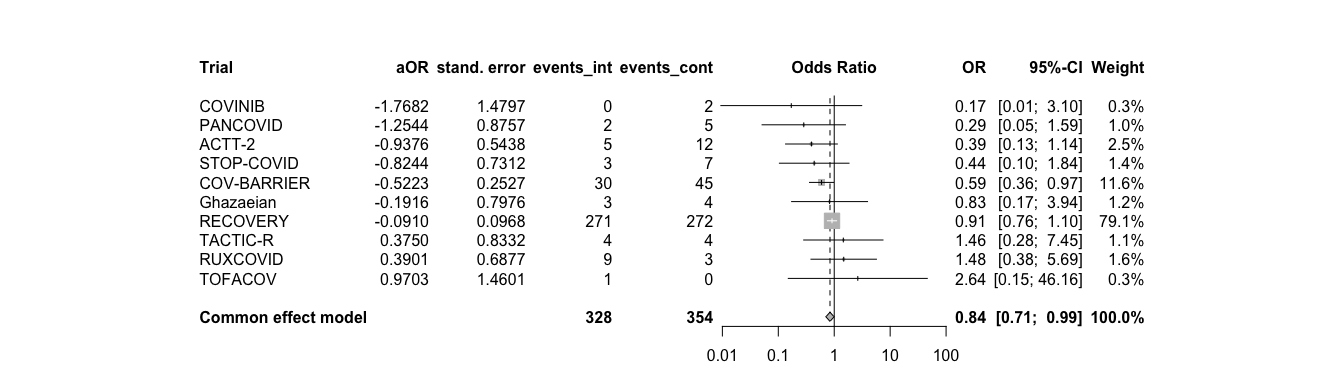 Trial aOR stand. error events_int events_cont Odds Ratio OR 95%-CI Weight
COVINIB -1.7682 1.4797 0 2 0.17 [0.01; 3.10] 0.3%
PANCOVID -1.2544 0.8757 2 5 0.29 [0.05; 1.59] 1.0%
ACTT-2 -0.9376 0.5438 5 12 0.39 [0.13; 1.14] 2.5%
STOP-COVID -0.8244 0.7312 3 7 0.44 [0.10; 1.84] 1.4%
COV-BARRIER -0.5223 0.2527 30 45 0.59 [0.36; 0.97] 11.6%
Ghazaeian -0.1916 0.7976 3 4 0.83 [0.17; 3.94] 1.2%
RECOVERY -0.0910 0.0968 271 272 0.91 [0.76; 1.10] 79.1%
TACTIC-R 0.3750 0.8332 4 4 1.46 [0.28; 7.45] 1.1%
RUXCOVID 0.3901 0.6877 9 3 1.48 [0.38; 5.69] 1.6%
TOFACOV 0.9703 1.4601 1 0 2.64 [0.15; 46.16] 0.3%
Common effect model 328 354 0.84 [0.71; 0.99] 100.0%
0.01 0.1 1 10 100